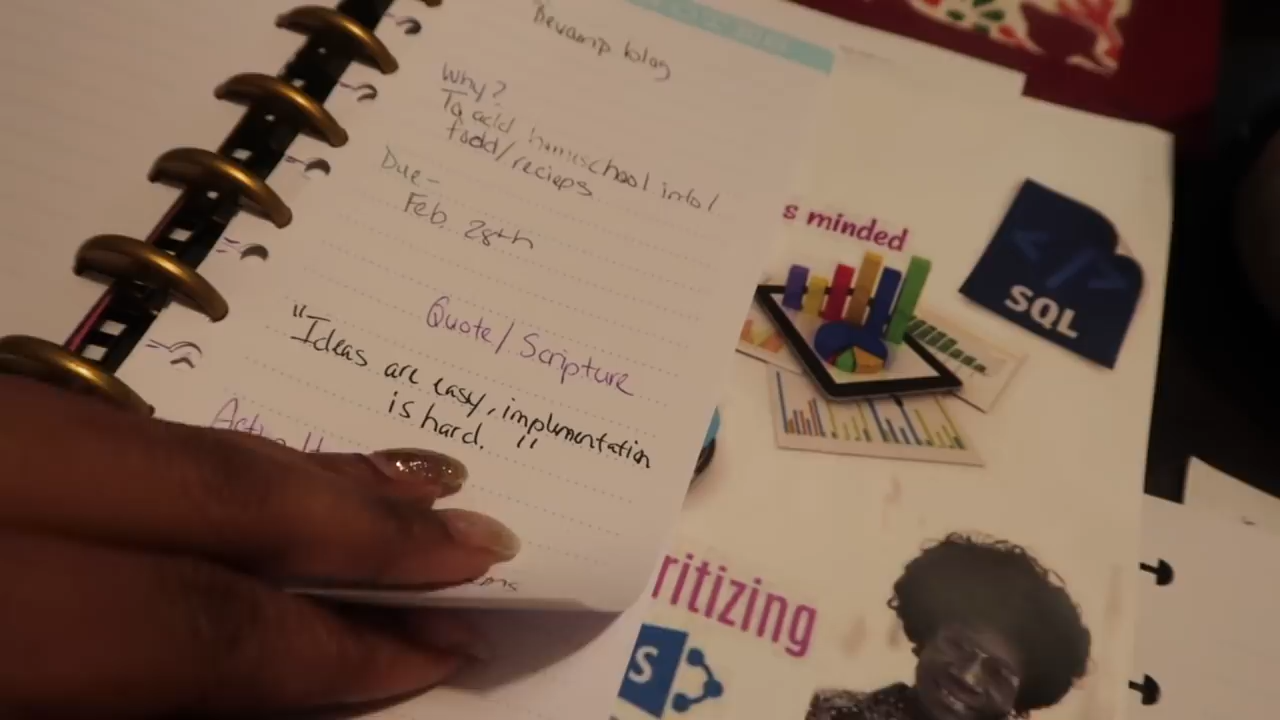 Revamp blog
Why?
To add homeschool info/
food/recieps
Due-
Feb. 28th
Quote/Scripture
"Ideas are easy, implementation
is hard. "
s minded
</>
SQL
ritizing
S